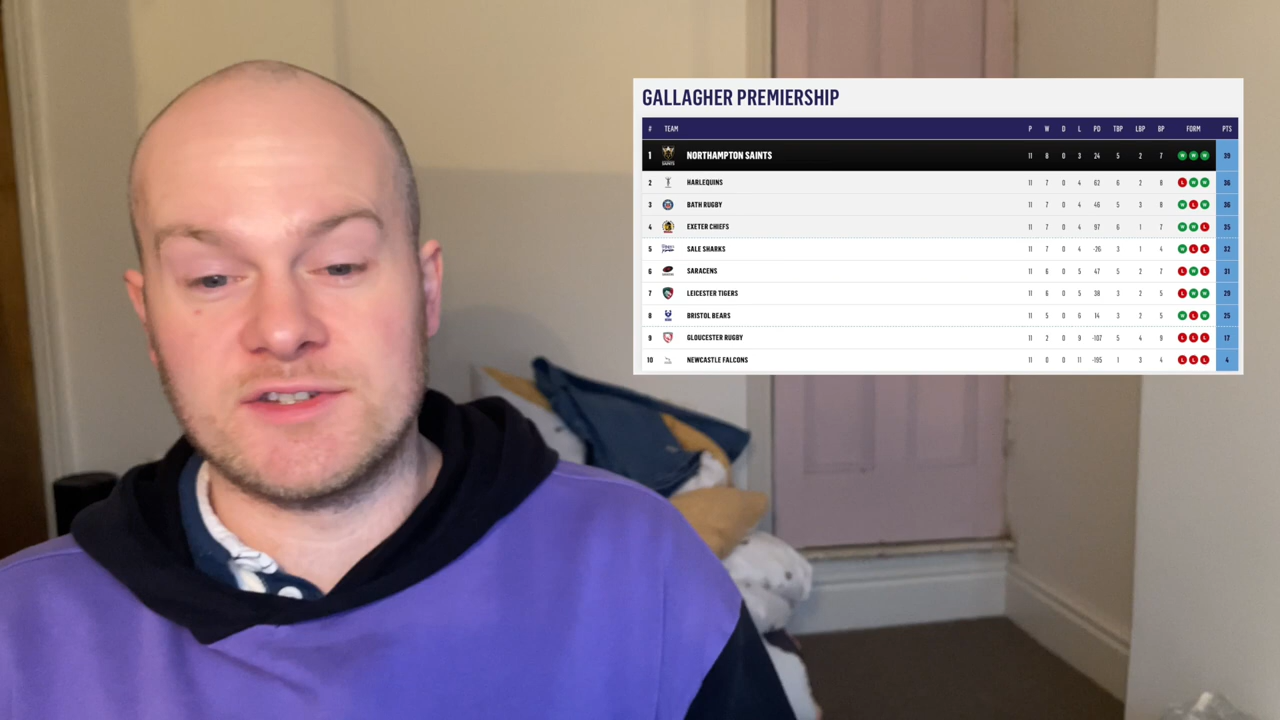 GALLAGHER PREMIERSHIP
# TEAM P W D L PD TBP LBP BP FORM PTS
1 NORTHAMPTON SAINTS 11 8 0 3 24 5 2 7 W W W 39
2 HARLEQUINS 11 7 0 4 62 6 2 8 L W W 36
3 BATH RUGBY 11 7 0 4 46 5 3 8 W L W 36
4 EXETER CHIEFS 11 7 0 4 97 6 1 7 W W L 35
5 SALE SHARKS 11 7 0 4 -26 3 1 4 W L L 32
6 SARACENS 11 6 0 5 47 5 2 7 L W L 31
7 LEICESTER TIGERS 11 6 0 5 38 3 2 5 L W W 29
8 BRISTOL BEARS 11 5 0 6 14 3 2 5 W L W 25
9 GLOUCESTER RUGBY 11 2 0 9 -107 5 4 9 L L L 17
10 NEWCASTLE FALCONS 11 0 0 11 -195 1 3 4 L L L 4